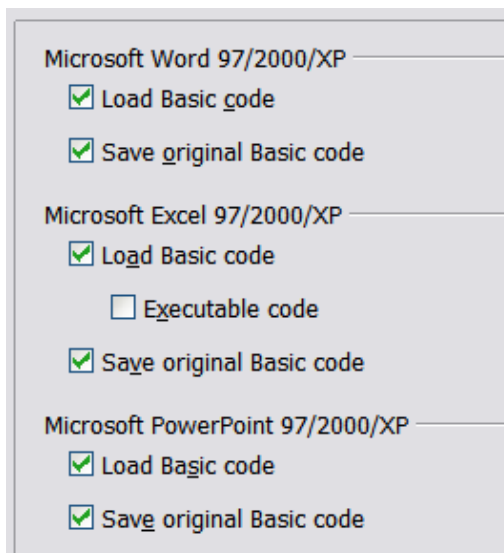 Microsoft Word 97/2000/XP
Load Basic code
Save original Basic code
Microsoft Excel 97/2000/XP
Load Basic code
Executable code
Save original Basic code
Microsoft PowerPoint 97/2000/XP
Load Basic code
Save original Basic code